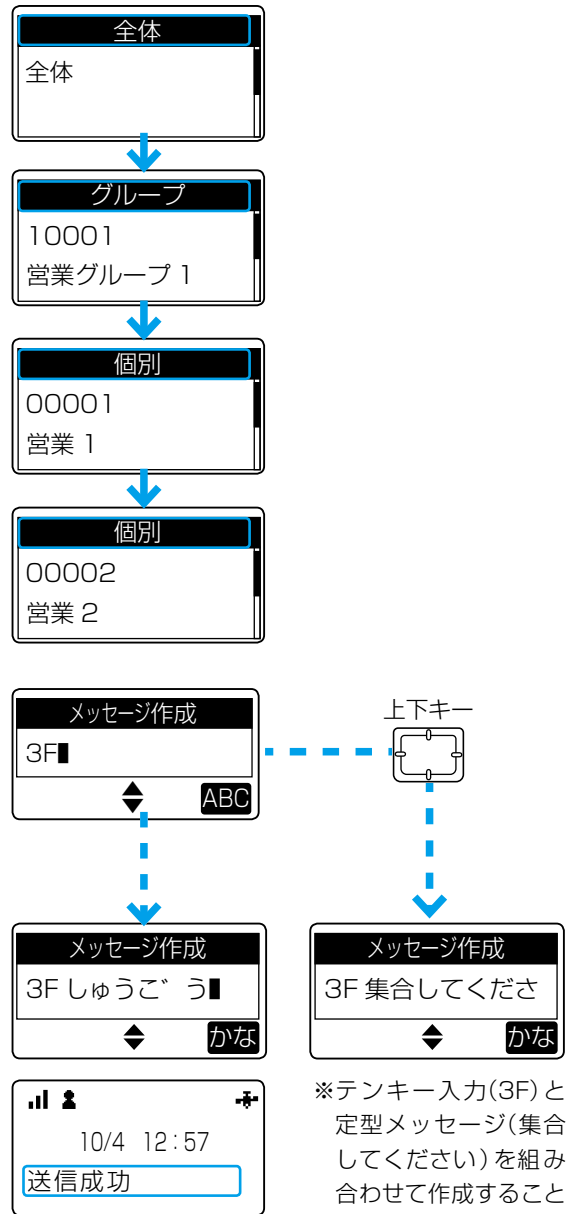 全体
全体
グループ
10001
営業グループ 1
個別
00001
営業 1
個別
00002
営業 2
メッセージ作成
3F
ABC
上下キー
メッセージ作成
3F しゅうこ゛う
かな
メッセージ作成
3F 集合してくださ
かな
10/4 12:57
送信成功
※テンキー入力(3F)と
定型メッセージ(集合
してください)を組み
合わせて作成すること